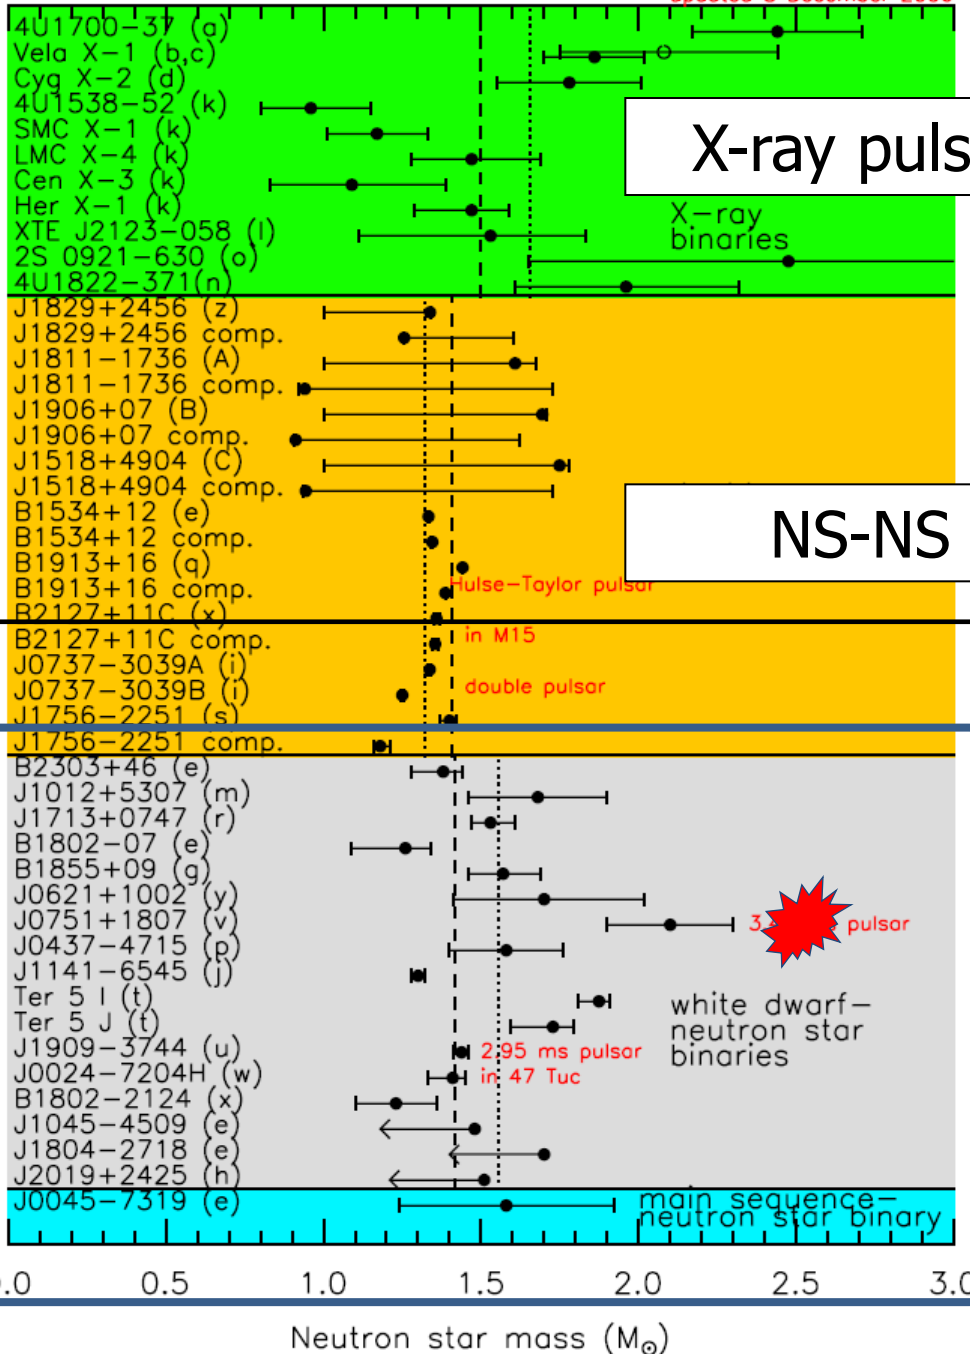 4U1700-37 (a)
Vela X-1 (b,c)
Cyg X-2 (d)
4U1538-52 (k)
SMC X-1 (k)
LMC X-4 (k)
Cen X-3 (k)
Her X-1 (k)
XTE J2123-058 (l)
2S 0921-630 (o)
4U1822-371(n)
X-ray
X-ray
binaries
J1829+2456 (z)
J1829+2456 comp.
J1811-1736 (A)
J1811-1736 comp.
J1906+07 (B)
J1906+07 comp.
J1518+4904 (C)
J1518+4904 comp.
B1534+12 (e)
B1534+12 comp.
B1913+16 (q)
B1913+16 comp.
B2127+11C (x)
B2127+11C comp.
J0737-3039A (i)
J0737-3039B (i)
J1756-2251 (s)
J1756-2251 comp.
NS-NS
Hulse-Taylor pulsar
in M15
double pulsar
B2303+46 (e)
J1012+5307 (m)
J1713+0747 (r)
B1802-07 (e)
B1855+09 (g)
J0621+1002 (y)
J0751+1807 (v)
J0437-4715 (p)
J1141-6545 (j)
Ter 5 I (t)
Ter 5 J (t)
J1909-3744 (u)
J0024-7204H (w)
B1802-2124 (x)
J1045-4509 (e)
J1804-2718 (e)
J2019+2425 (h)
pulsar
white dwarf-
neutron star
binaries
2.95 ms pulsar
in 47 Tuc
J0045-7319 (e)
main sequence-
neutron star binary
0.5 1.0 1.5 2.0 2.5
Neutron star mass (M☉)